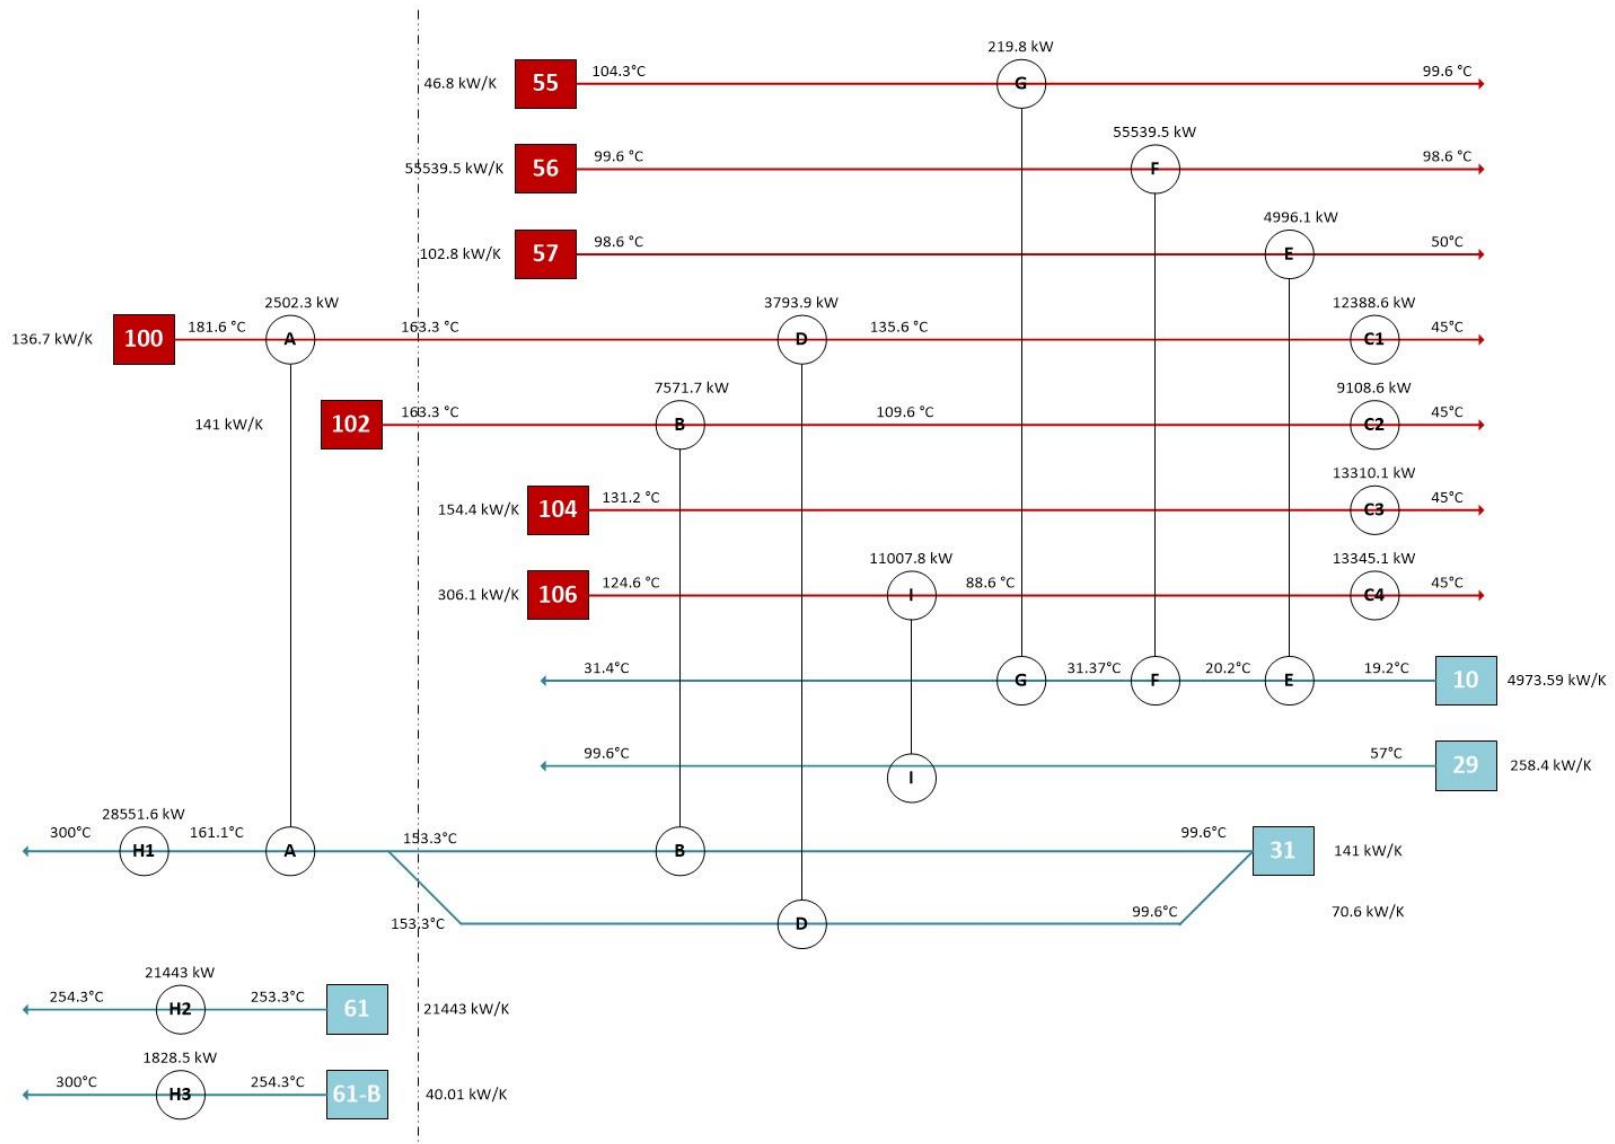 219.8 kW
46.8 kW/K 55 104.3°C G 99.6 °C
55539.5 kW
55539.5 kW/K 56 99.6 °C F 98.6 °C
4996.1 kW
102.8 kW/K 57 98.6 °C E 50°C
2502.3 kW 3793.9 kW 12388.6 kW
136.7 kW/K 100 181.6 °C A 163.3 °C D 135.6 °C C1 45°C
7571.7 kW 9108.6 kW
141 kW/K 102 163.3 °C B 109.6 °C C2 45°C
13310.1 kW
154.4 kW/K 104 131.2 °C C3 45°C
11007.8 kW 13345.1 kW
306.1 kW/K 106 124.6 °C I 88.6 °C C4 45°C
31.4°C G 31.37°C F 20.2°C E 19.2°C 10 4973.59 kW/K
99.6°C I 57°C 29 258.4 kW/K
28551.6 kW
300°C H1 161.1°C A 153.3°C B 99.6°C 31 141 kW/K
153.3°C D 99.6°C 70.6 kW/K
21443 kW
254.3°C H2 253.3°C 61 21443 kW/K
1828.5 kW
300°C H3 254.3°C 61-B 40.01 kW/K